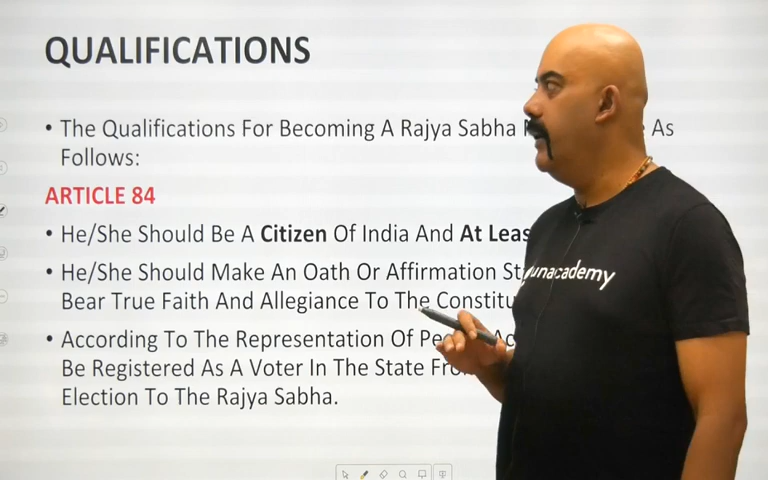 QUALIFICATIONS
• The Qualifications For Becoming A Rajya Sabha As
Follows:
ARTICLE 84
• He/She Should Be A Citizen Of India And At
• He/She Should Make An Oath Or Affirmation
Bear True Faith And Allegiance To The
• According To The Representation Of
Be Registered As A Voter In The State
Election To The Rajya Sabha.
unacademy